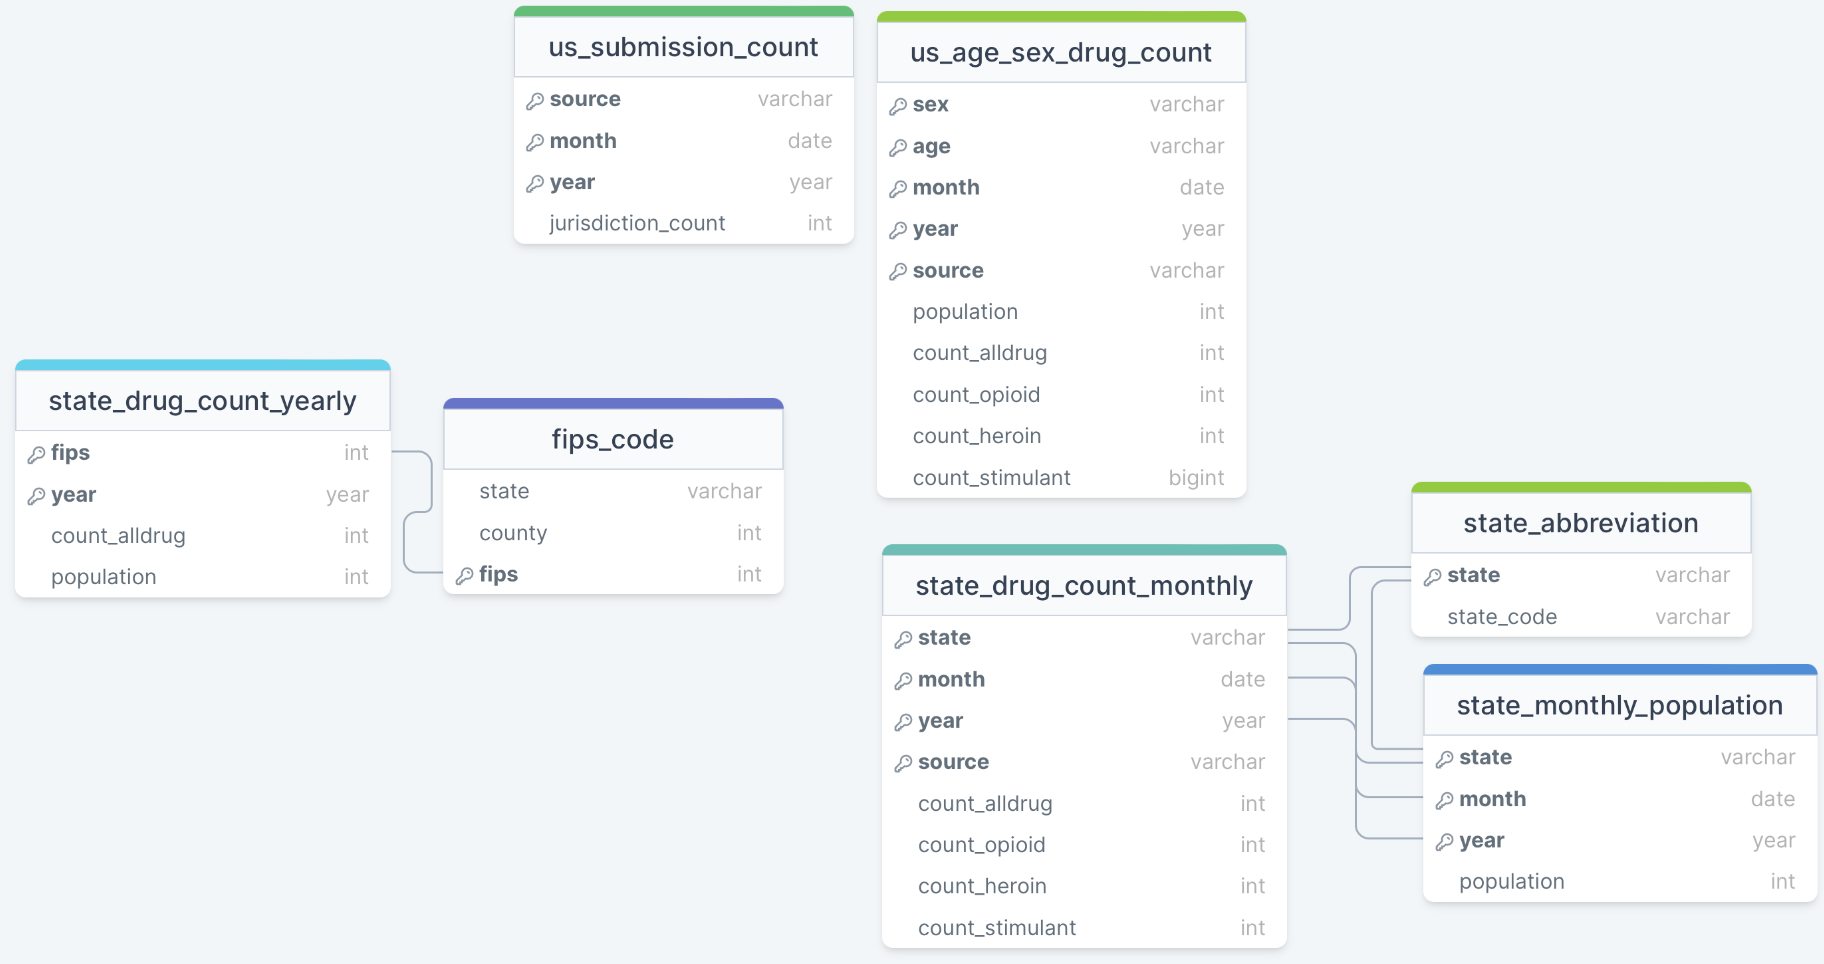 us_submission_count
source varchar
month date
year year
jurisdiction_count int
us_age_sex_drug_count
sex varchar
age varchar
month date
year year
source varchar
population int
count_alldrug int
count_opioid int
count_heroin int
count_stimulant bigint
state_drug_count_yearly
fips int
year year
count_alldrug int
population int
fips_code
state varchar
county int
fips int
state_drug_count_monthly
state varchar
month date
year year
source varchar
count_alldrug int
count_opioid int
count_heroin int
count_stimulant int
state_abbreviation
state varchar
state_code varchar
state_monthly_population
state varchar
month date
year year
population int